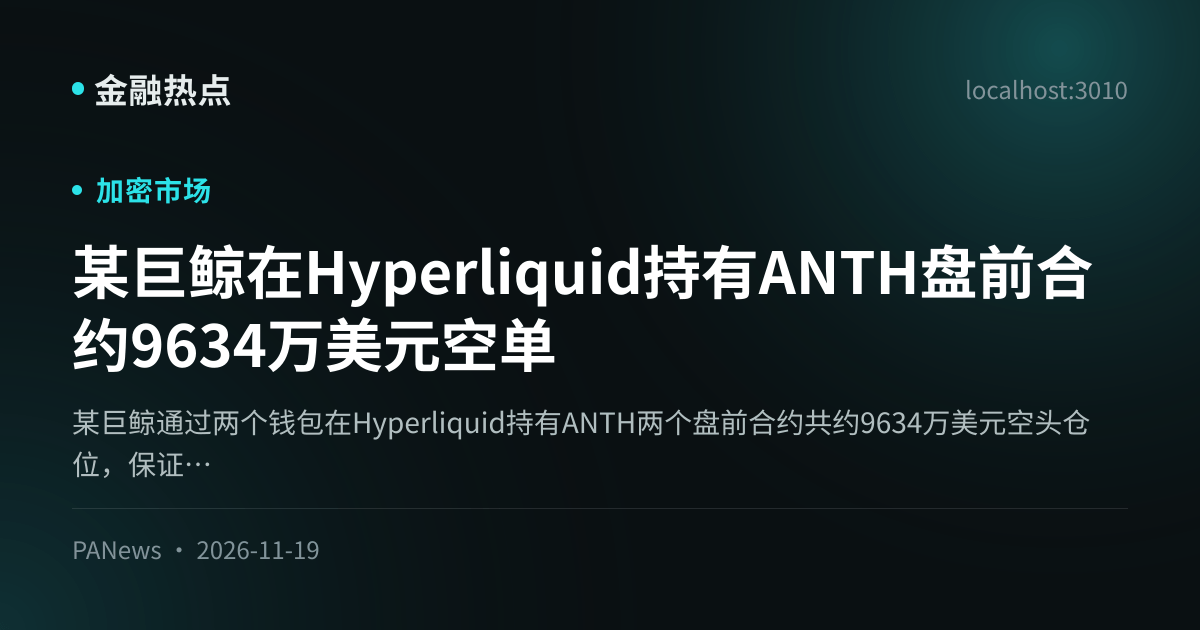 金融热点
localhost:3010
加密市场
某巨鲸在Hyperliquid持有ANTH盘前合
约9634万美元空单
某巨鲸通过两个钱包在Hyperliquid持有ANTH两个盘前合约共约9634万美元空头仓
位，保证…
PANews • 2026-11-19